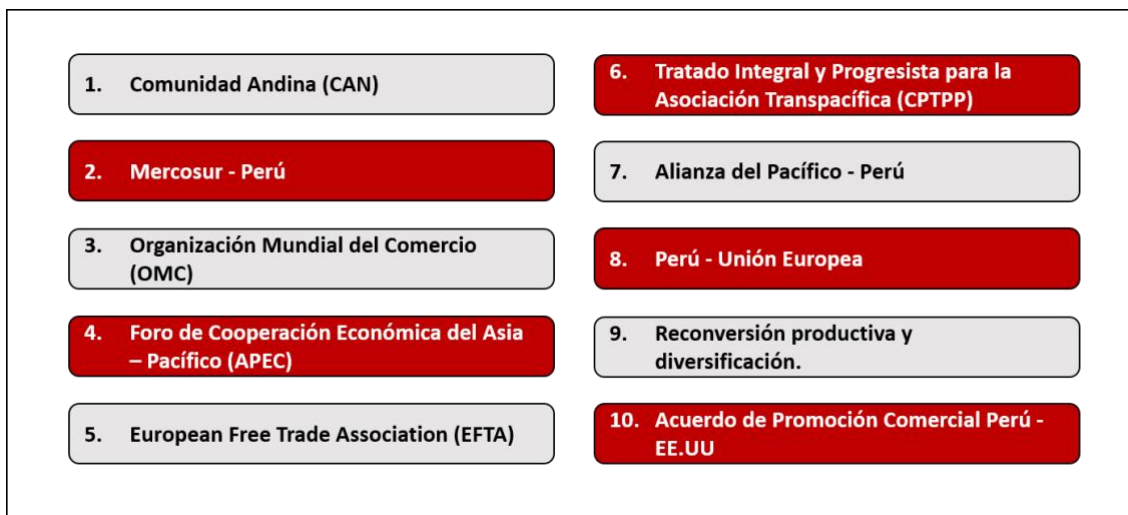 1. Comunidad Andina (CAN)
2. Mercosur - Perú
3. Organización Mundial del Comercio
(OMC)
4. Foro de Cooperación Económica del Asia
– Pacífico (APEC)
5. European Free Trade Association (EFTA)
6. Tratado Integral y Progresista para la
Asociación Transpacífica (CPTPP)
7. Alianza del Pacífico - Perú
8. Perú - Unión Europea
9. Reconversión productiva y
diversificación.
10. Acuerdo de Promoción Comercial Perú -
EE.UU